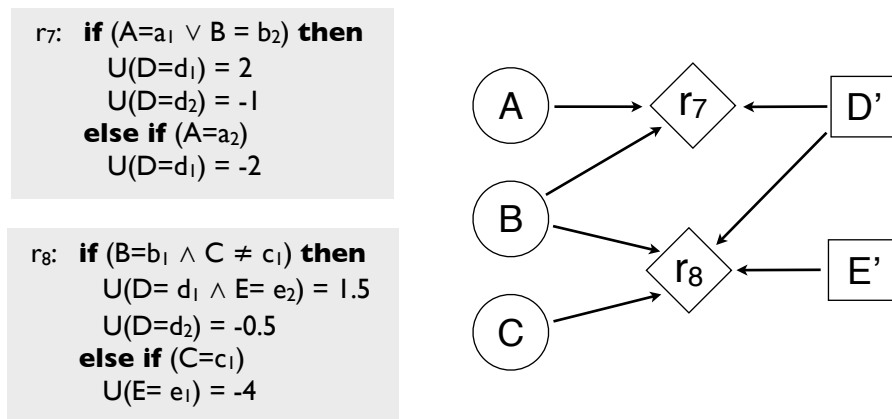 r₇: if (A=a₁ ∨ B = b₂) then
U(D=d₁) = 2
U(D=d₂) = -1
else if (A=a₂)
U(D=d₁) = -2
r₈: if (B=b₁ ∧ C ≠ c₁) then
U(D= d₁ ∧ E= e₂) = 1.5
U(D=d₂) = -0.5
else if (C=c₁)
U(E= e₁) = -4
A
r₇
D'
B
r₈
E'
C